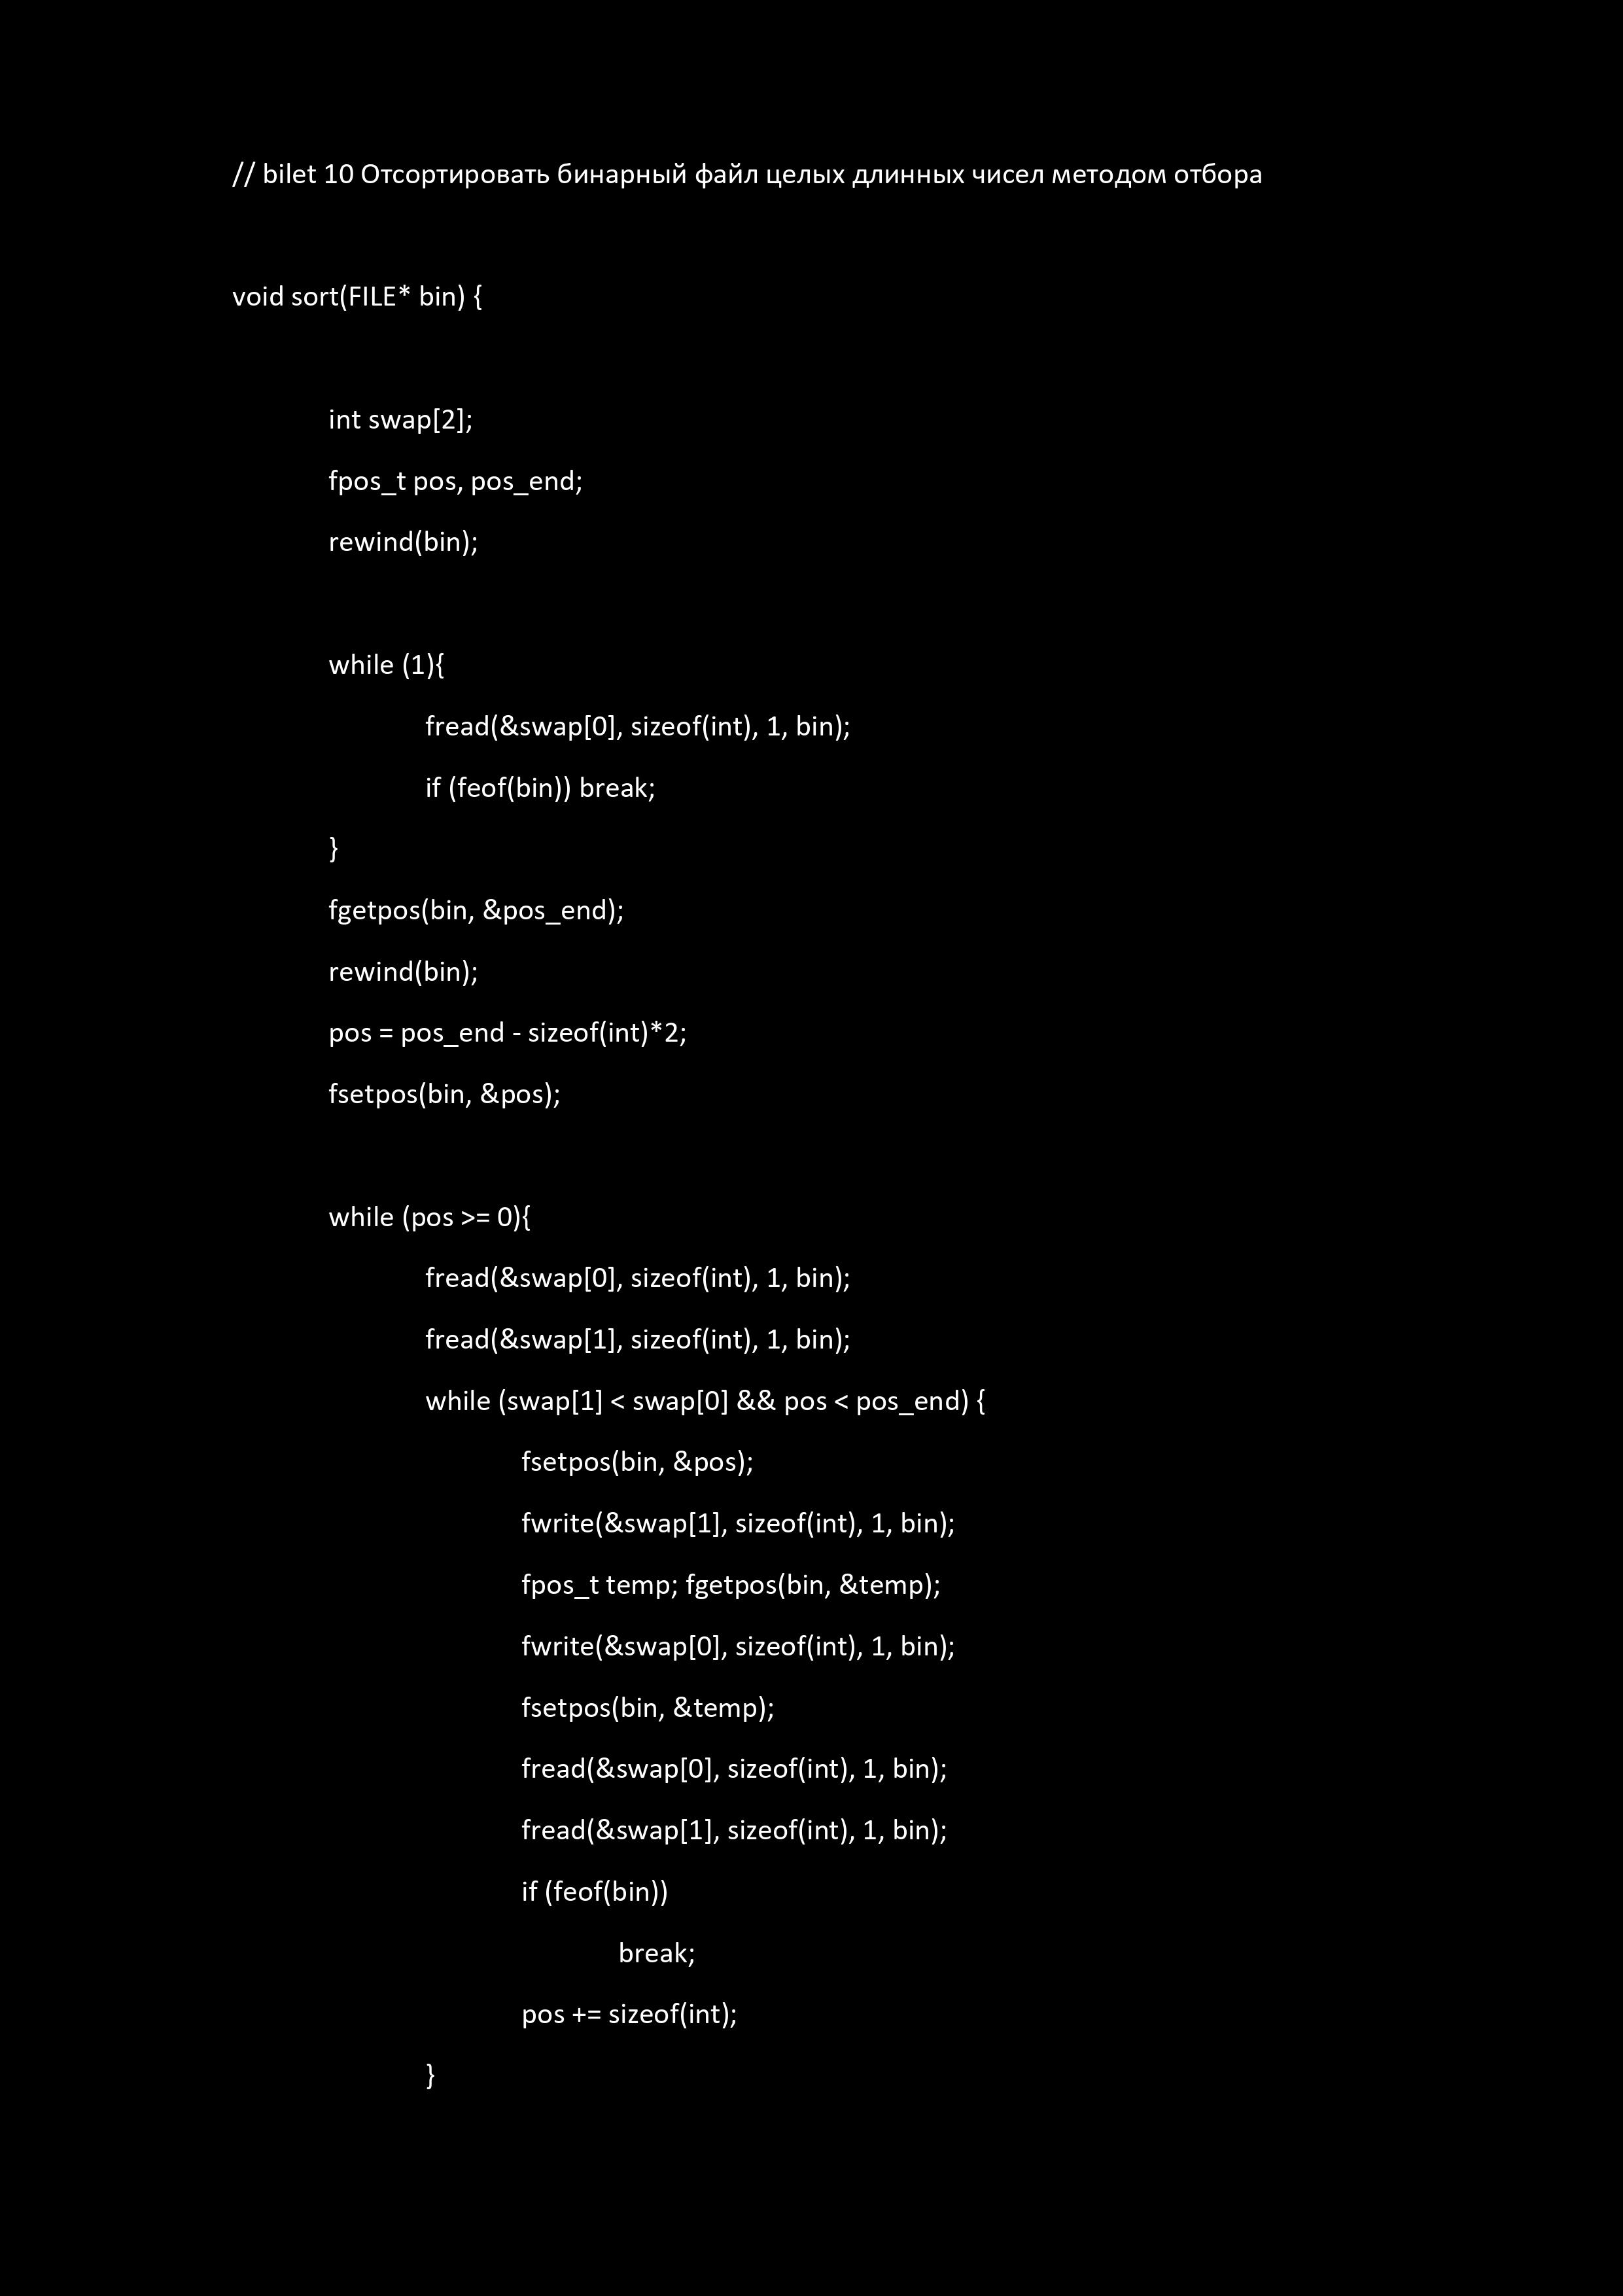 // bilet 10 Отсортировать бинарный файл целых длинных чисел методом отбора
void sort(FILE* bin) {
int swap[2];
fpos_t pos, pos_end;
rewind(bin);
while (1){
fread(&swap[0], sizeof(int), 1, bin);
if (feof(bin)) break;
}
fgetpos(bin, &pos_end);
rewind(bin);
pos = pos_end - sizeof(int)*2;
fsetpos(bin, &pos);
while (pos >= 0){
fread(&swap[0], sizeof(int), 1, bin);
fread(&swap[1], sizeof(int), 1, bin);
while (swap[1] < swap[0] && pos < pos_end) {
fsetpos(bin, &pos);
fwrite(&swap[1], sizeof(int), 1, bin);
fpos_t temp; fgetpos(bin, &temp);
fwrite(&swap[0], sizeof(int), 1, bin);
fsetpos(bin, &temp);
fread(&swap[0], sizeof(int), 1, bin);
fread(&swap[1], sizeof(int), 1, bin);
if (feof(bin))
break;
pos += sizeof(int);
}